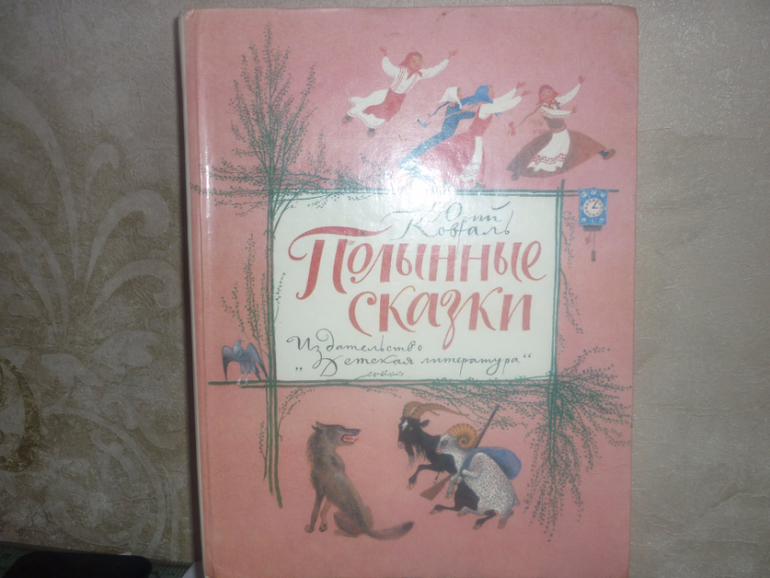 Юрий
Коваль
Полынные
сказки
Издательство
„Детская литература“